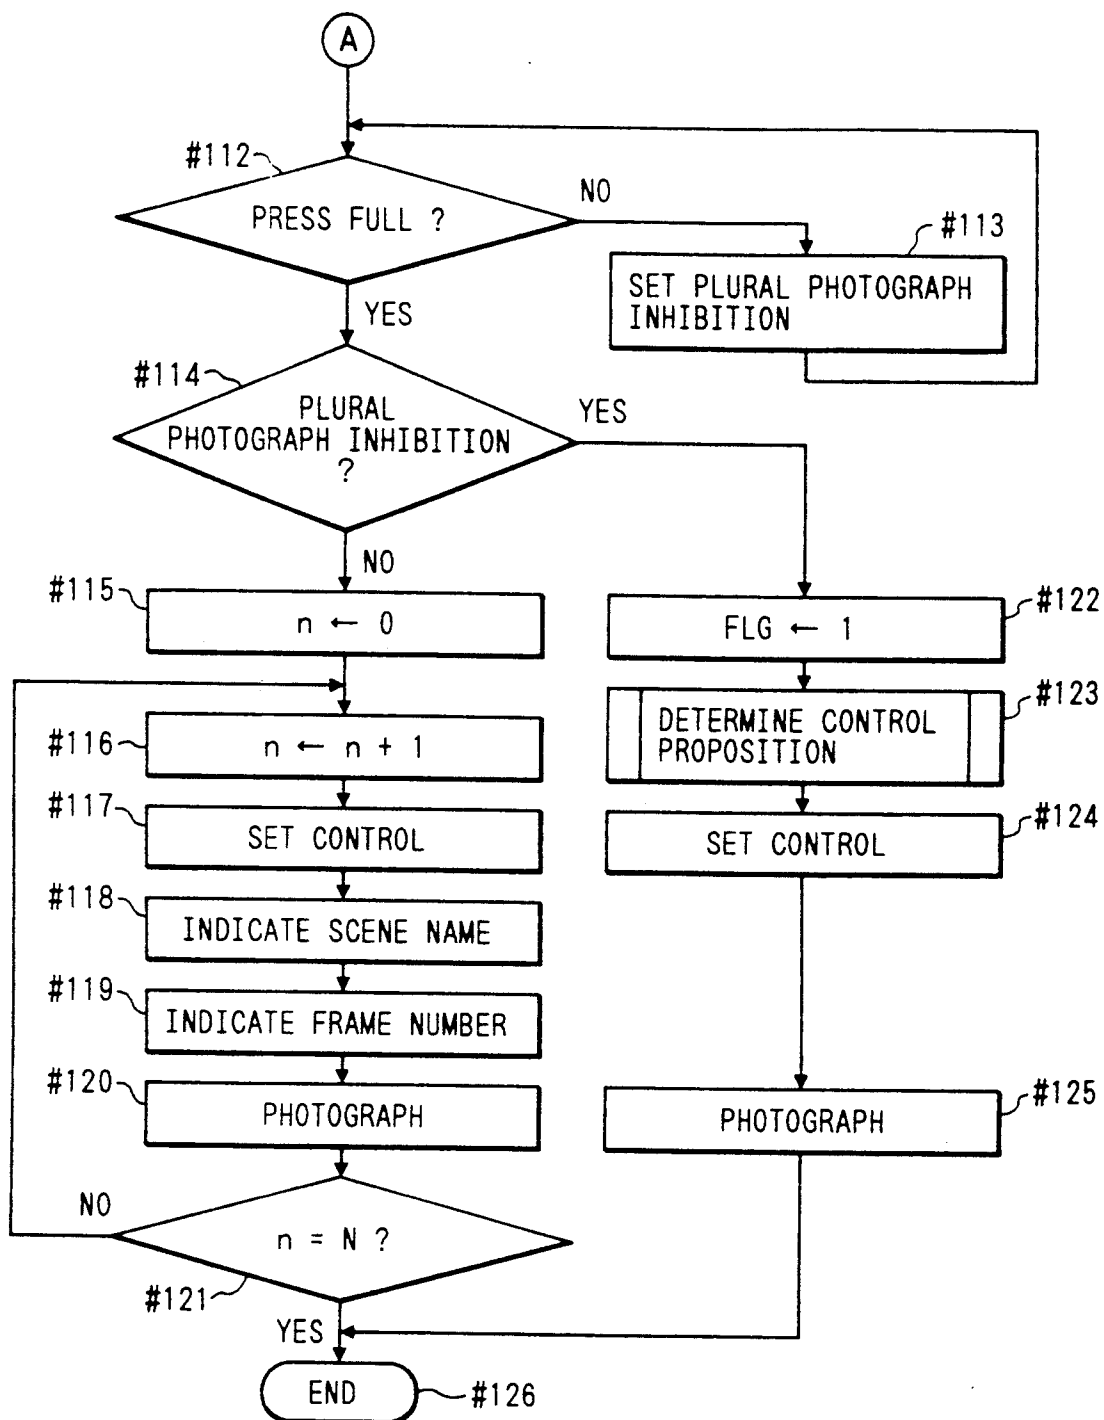 A
#112
PRESS FULL ?
NO
#113
SET PLURAL PHOTOGRAPH
INHIBITION
YES
#114
PLURAL
PHOTOGRAPH INHIBITION
?
YES
NO
#115
n ← 0
#116
n ← n + 1
#117
SET CONTROL
#118
INDICATE SCENE NAME
#119
INDICATE FRAME NUMBER
#120
PHOTOGRAPH
NO
n = N ?
#121
YES
#122
FLG ← 1
#123
DETERMINE CONTROL
PROPOSITION
#124
SET CONTROL
#125
PHOTOGRAPH
END
#126